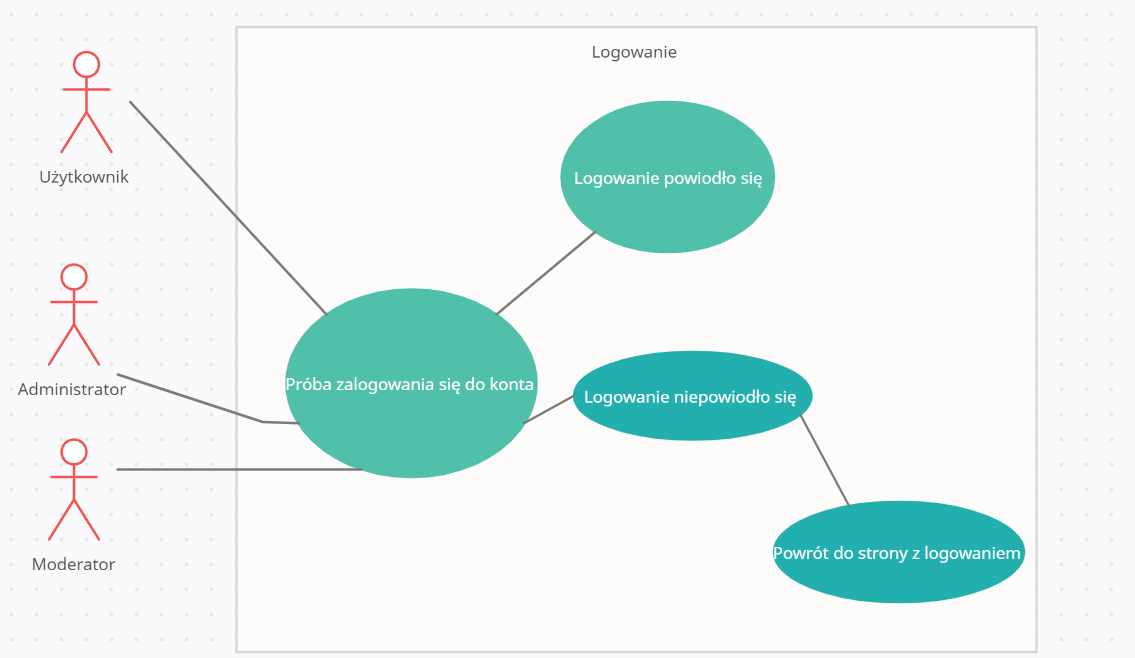 Logowanie
Użytkownik
Logowanie powiodło się
Administrator
Próba zalogowania się do konta
Logowanie niepowiodło się
Moderator
Powrót do strony z logowaniem